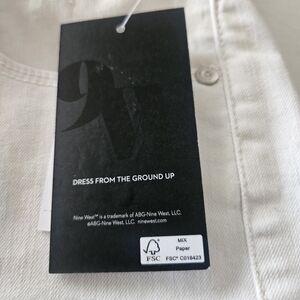 DRESS FROM THE GROUND UP
Nine West™ is a trademark of ABG-Nine West, LLC.
©ABG-Nine West, LLC. ninewest.com
FSC
MIX
Paper
FSC® C018423